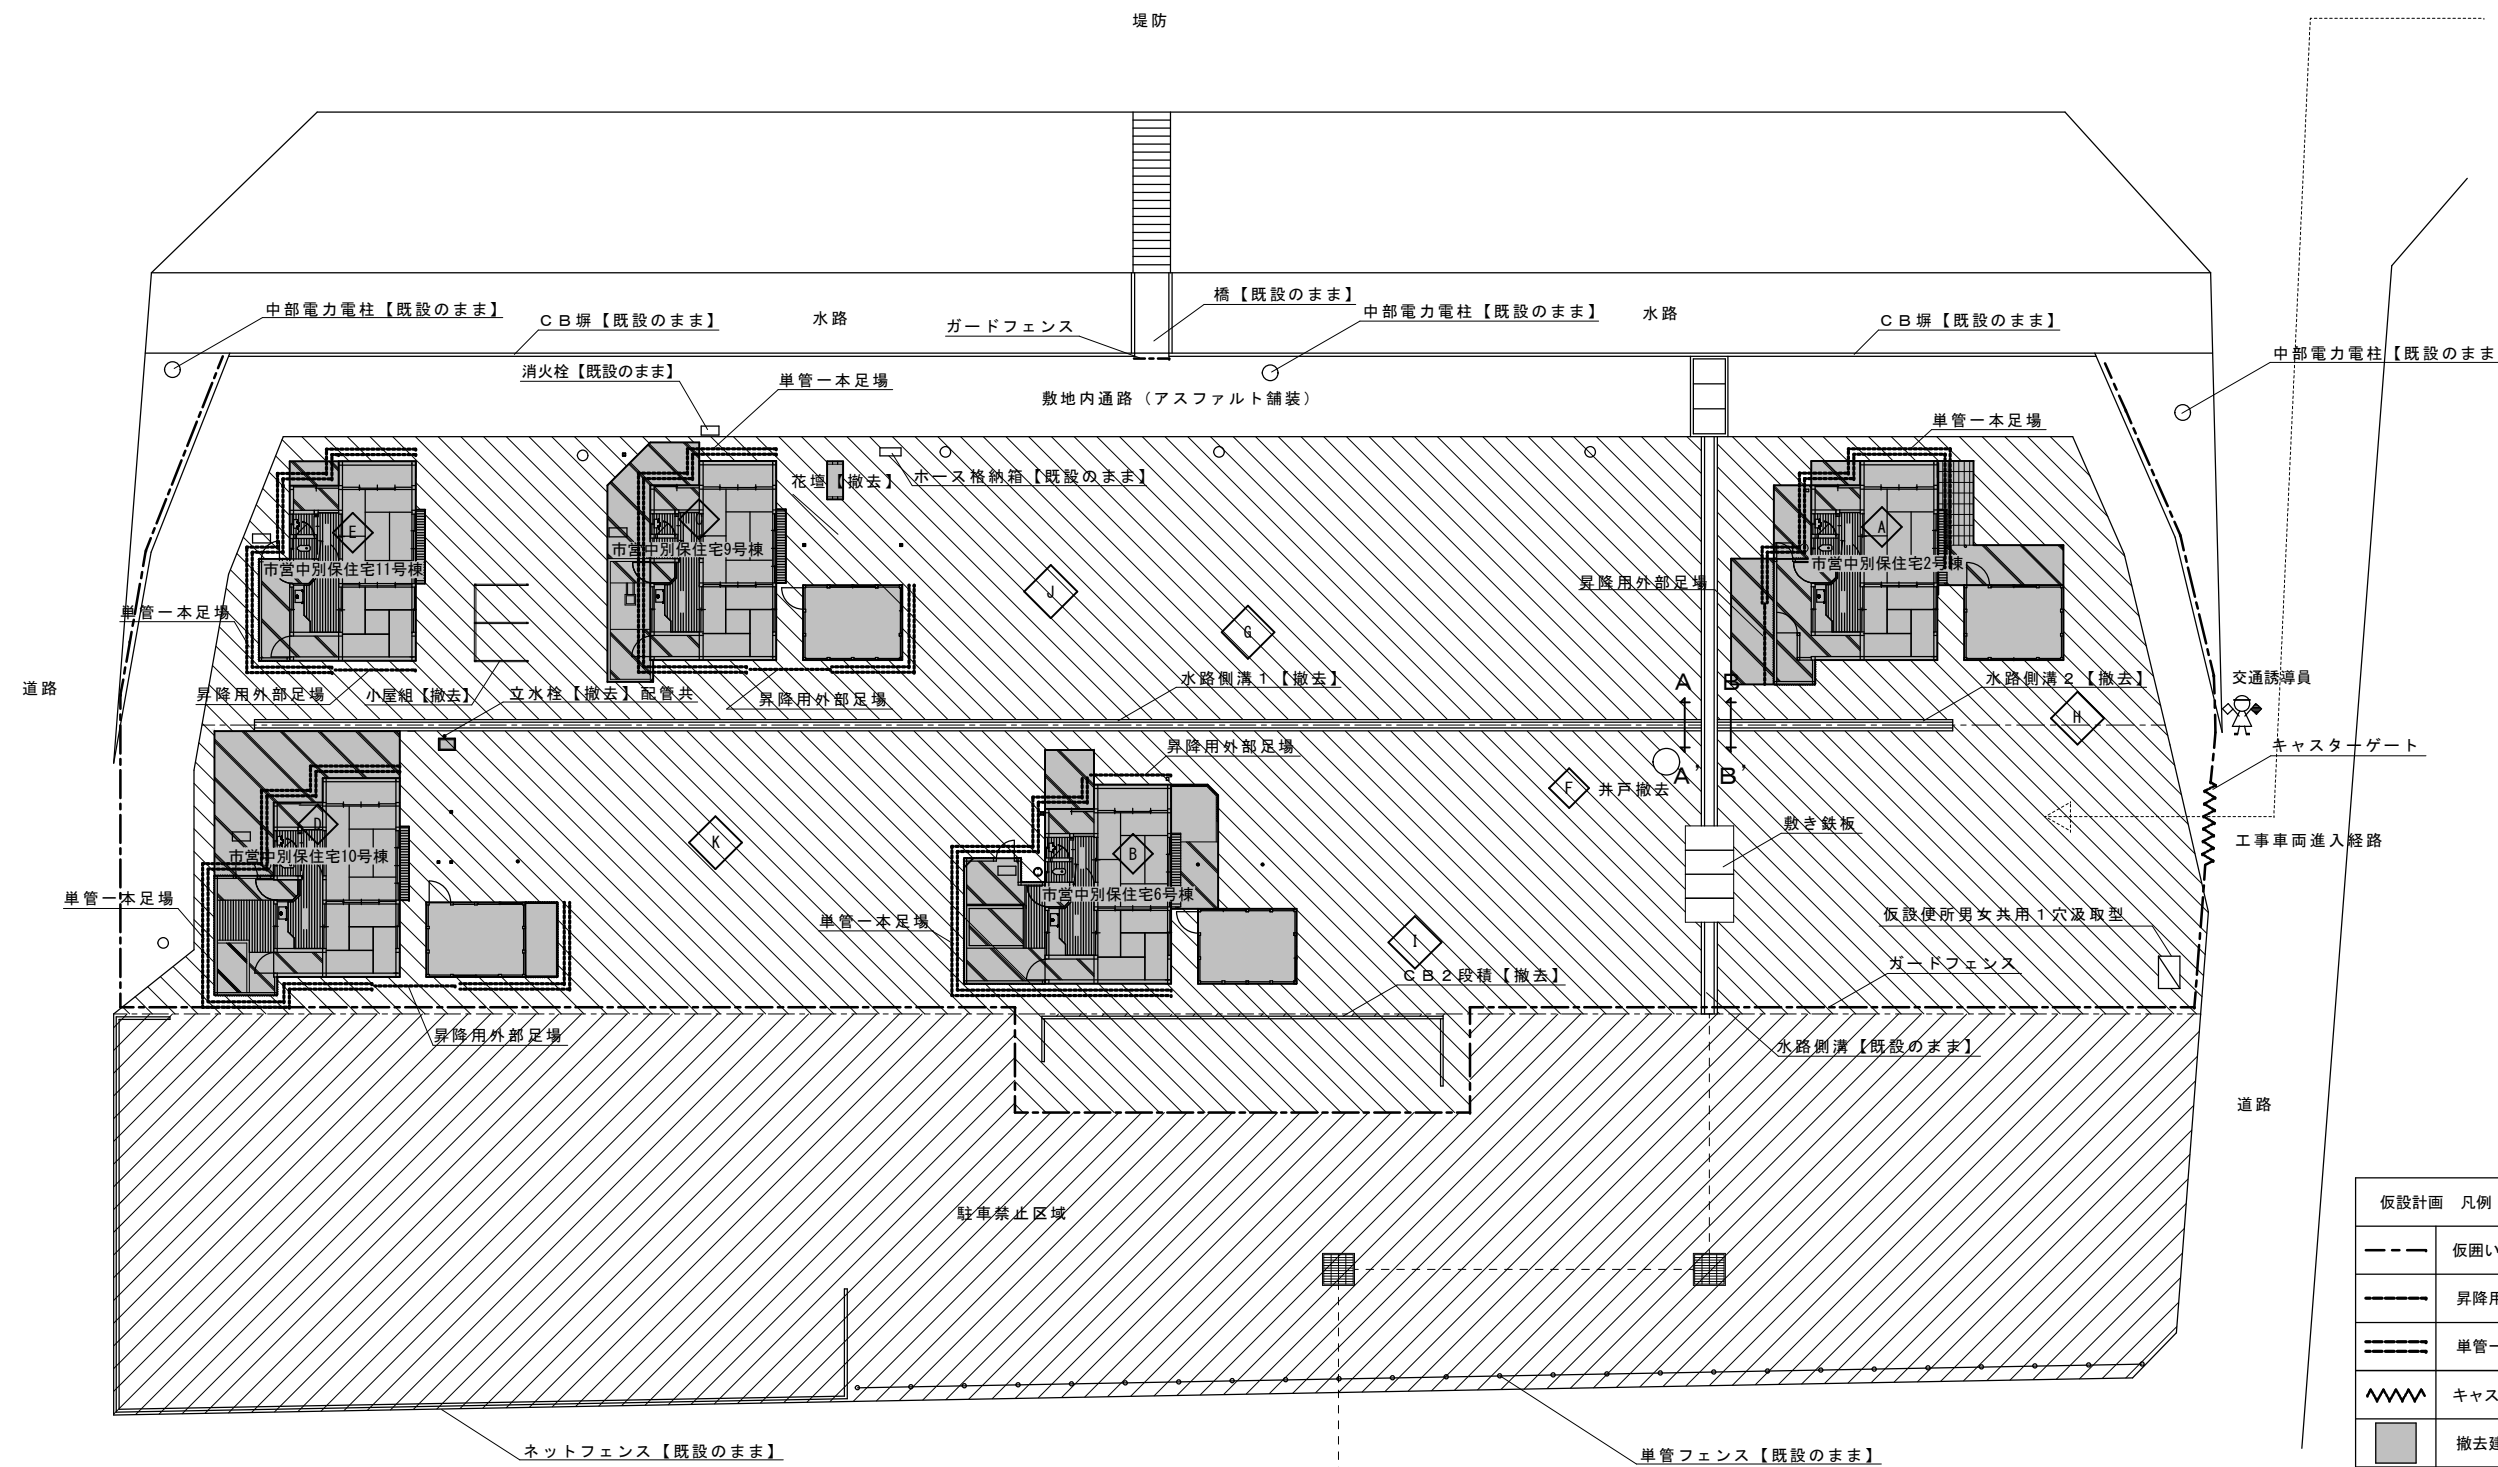 堤防
中部電力電柱【既設のまま】
ＣＢ塀【既設のまま】
水路
ガードフェンス
橋【既設のまま】
中部電力電柱【既設のまま】
水路
ＣＢ塀【既設のまま】
中部電力電柱【既設のまま
消火栓【既設のまま】
単管一本足場
敷地内通路（アスファルト舗装）
単管一本足場
花壇【撤去】
ホース格納箱【既設のまま】
E
C
A
市営中別保住宅11号棟
市営中別保住宅9号棟
市営中別保住宅2号棟
単管一本足場
J
G
昇降用外部足場
道路
昇降用外部足場
小屋組【撤去】
立水栓【撤去】配管共
昇降用外部足場
水路側溝１【撤去】
A
B
水路側溝２【撤去】
H
交通誘導員
昇降用外部足場
A'
B'
キャスターゲート
F
井戸撤去
D
K
B
敷き鉄板
工事車両進入経路
市営中別保住宅10号棟
市営中別保住宅6号棟
単管一本足場
単管一本足場
I
仮設便所男女共用１穴汲取型
ＣＢ２段積【撤去】
ガードフェンス
昇降用外部足場
水路側溝【既設のまま】
道路
駐車禁止区域
仮設計画　凡例
仮囲い
昇降用
単管一
キャス
撤去建
ネットフェンス【既設のまま】
単管フェンス【既設のまま】